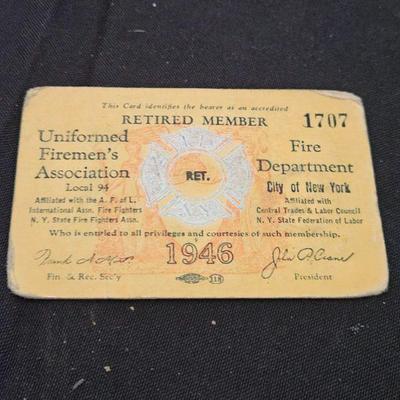 This Card identifies the bearer as an accredited
RETIRED MEMBER
1707
Uniformed
Firemen's
Association
Local 94
Affiliated with the A. F. of L.
International Assn. Fire Fighters
N. Y. State Fire Fighters Assn.
RET.
Fire
Department
City of New York
Affiliated with
Central Trades & Labor Council
N. Y. State Federation of Labor
Who is entitled to all privileges and courtesies of such membership.
1946
John P. Crane
Fin. & Rec. Sec'y
318
President